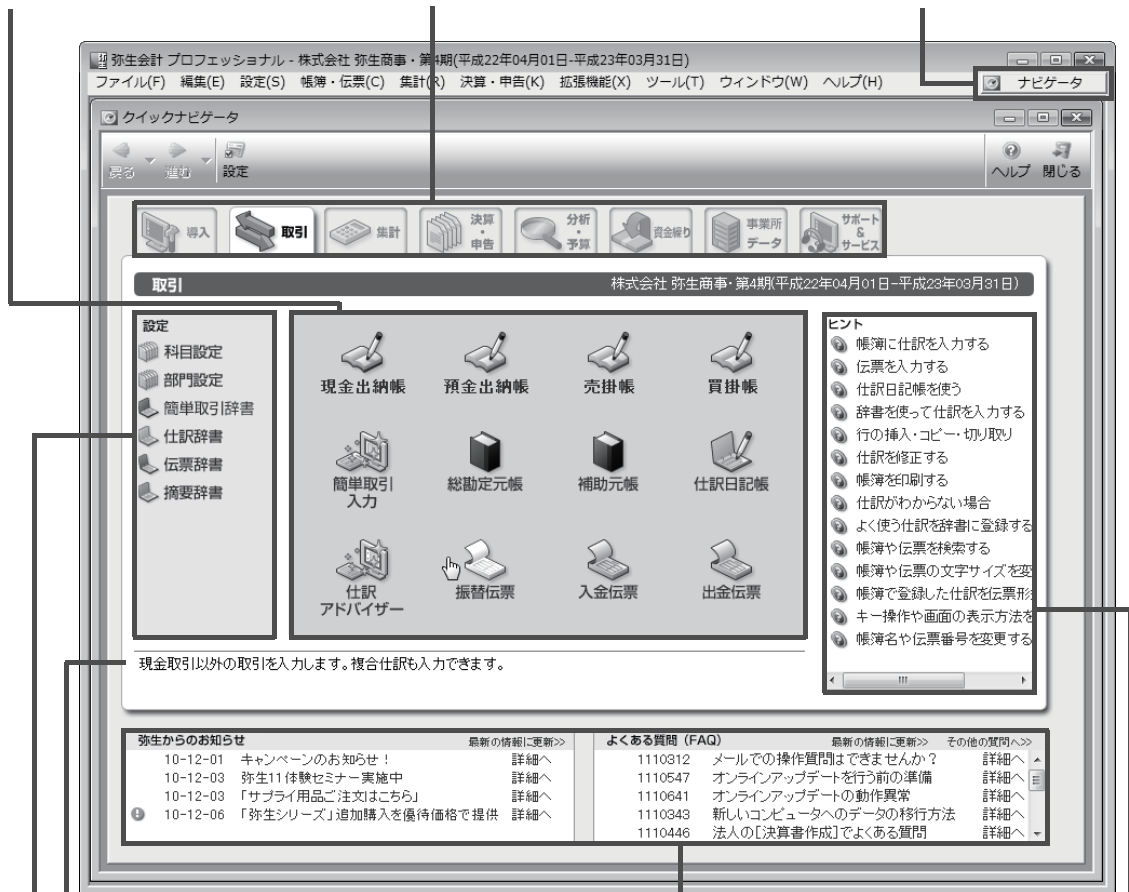 弥生会計 プロフェッショナル - 株式会社 弥生商事・第4期(平成22年04月01日-平成23年03月31日)
ファイル(F) 編集(E) 設定(S) 帳簿・伝票(C) 集計(R) 決算・申告(K) 拡張機能(X) ツール(T) ウィンドウ(W) ヘルプ(H)
ナビゲータ
クイックナビゲータ
戻る 進む 設定
ヘルプ 閉じる
導入
取引
集計
決算・申告
分析・予算
資金繰り
事業所データ
サポート&サービス
取引
株式会社 弥生商事・第4期(平成22年04月01日-平成23年03月31日)
設定
科目設定
部門設定
簡単取引辞書
仕訳辞書
伝票辞書
摘要辞書
現金出納帳 預金出納帳 売掛帳 買掛帳
簡単取引入力 総勘定元帳 補助元帳 仕訳日記帳
仕訳アドバイザー 振替伝票 入金伝票 出金伝票
ヒント
帳簿に仕訳を入力する
伝票を入力する
仕訳日記帳を使う
辞書を使って仕訳を入力する
行の挿入・コピー・切り取り
仕訳を修正する
帳簿を印刷する
仕訳がわからない場合
よく使う仕訳を辞書に登録する
帳簿や伝票を検索する
帳簿や伝票の文字サイズを変
帳簿で登録した仕訳を伝票形
キー操作や画面の表示方法を
帳簿名や伝票番号を変更する
現金取引以外の取引を入力します。複合仕訳も入力できます。
弥生からのお知らせ 最新の情報に更新>>
10-12-01 キャンペーンのお知らせ! 詳細へ
10-12-03 弥生11体験セミナー実施中 詳細へ
10-12-03 「サプライ用品ご注文はこちら」 詳細へ
10-12-06 「弥生シリーズ」追加購入を優待価格で提供 詳細へ
よくある質問 (FAQ) 最新の情報に更新>> その他の質問へ>>
1110312 メールでの操作質問はできませんか? 詳細へ
1110547 オンラインアップデートを行う前の準備 詳細へ
1110641 オンラインアップデートの動作異常 詳細へ
1110343 新しいコンピュータへのデータの移行方法 詳細へ
1110446 法人の[決算書作成]でよくある質問 詳細へ